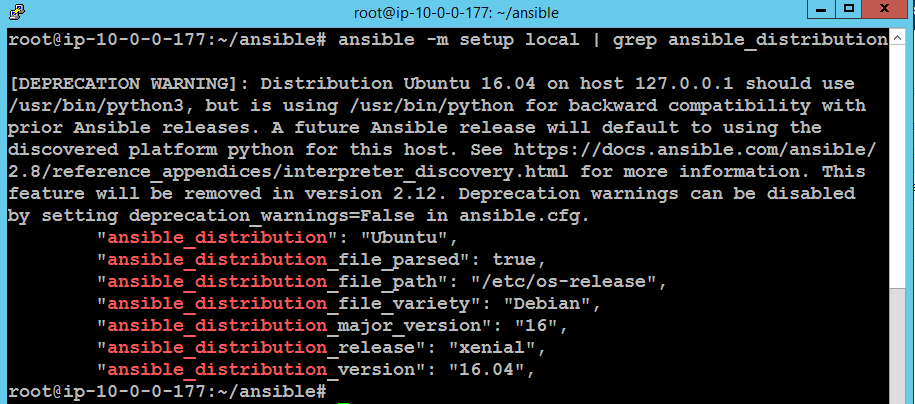 root@ip-10-0-0-177: ~/ansible
root@ip-10-0-0-177:~/ansible# ansible -m setup local | grep ansible_distribution
[DEPRECATION WARNING]: Distribution Ubuntu 16.04 on host 127.0.0.1 should use
/usr/bin/python3, but is using /usr/bin/python for backward compatibility with
prior Ansible releases. A future Ansible release will default to using the
discovered platform python for this host. See https://docs.ansible.com/ansible/
2.8/reference_appendices/interpreter_discovery.html for more information. This
feature will be removed in version 2.12. Deprecation warnings can be disabled
by setting deprecation_warnings=False in ansible.cfg.
"ansible_distribution": "Ubuntu",
"ansible_distribution_file_parsed": true,
"ansible_distribution_file_path": "/etc/os-release",
"ansible_distribution_file_variety": "Debian",
"ansible_distribution_major_version": "16",
"ansible_distribution_release": "xenial",
"ansible_distribution_version": "16.04",
root@ip-10-0-0-177:~/ansible#